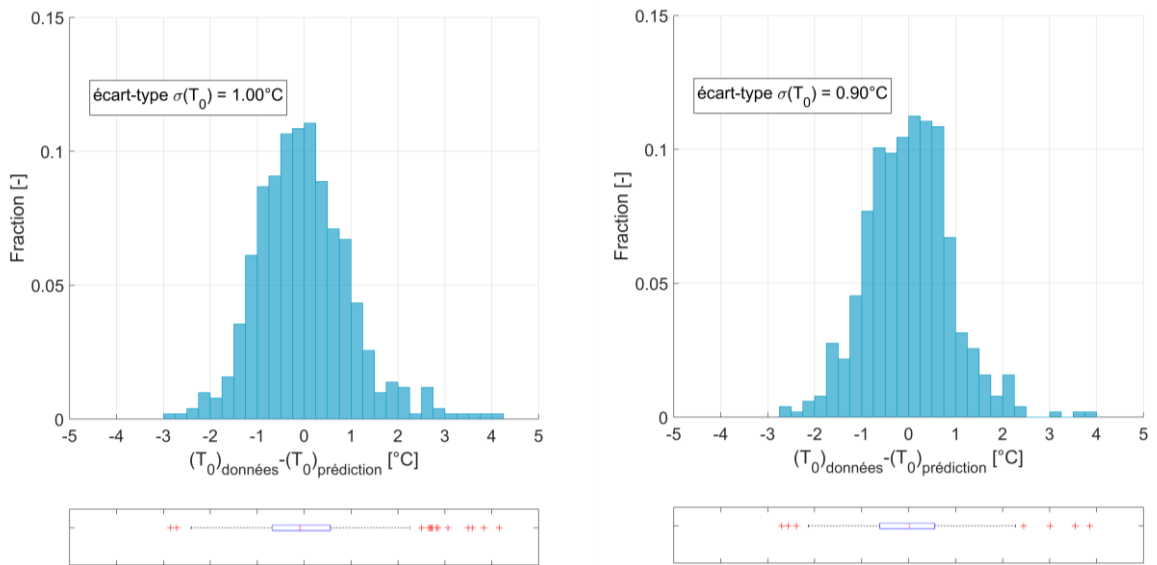 0.15
écart-type σ(T0) = 1.00°C
0.1
Fraction [-]
0.05
0
-5 -4 -3 -2 -1 0 1 2 3 4 5
(T0)données-(T0)prédiction [°C]
0.15
écart-type σ(T0) = 0.90°C
0.1
Fraction [-]
0.05
0
-5 -4 -3 -2 -1 0 1 2 3 4 5
(T0)données-(T0)prédiction [°C]